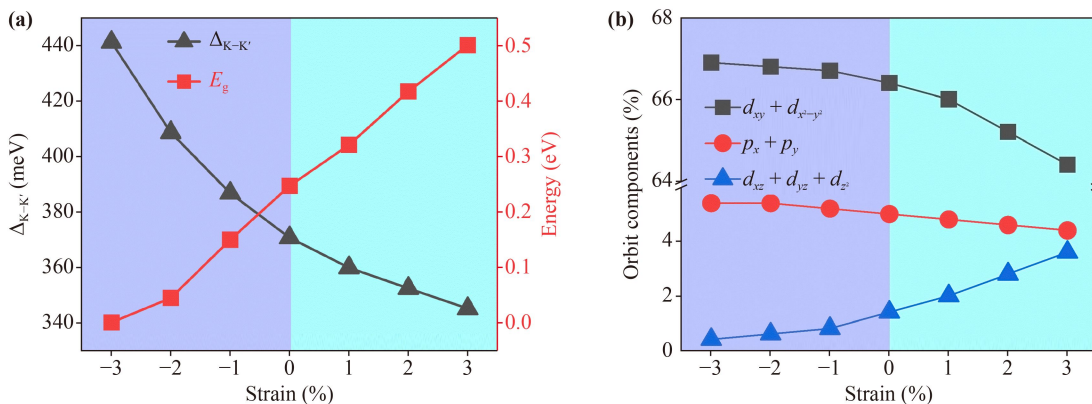 (a)
Δ_K−K′
E_g
440
420
400
380
360
340
Δ_K−K′ (meV)
0.5
0.4
0.3
0.2
0.1
0.0
Energy (eV)
−3 −2 −1 0 1 2 3
Strain (%)
(b)
68
66
64
4
2
0
Orbit components (%)
d_xy + d_x²−y²
p_x + p_y
d_xz + d_yz + d_z²
−3 −2 −1 0 1 2 3
Strain (%)